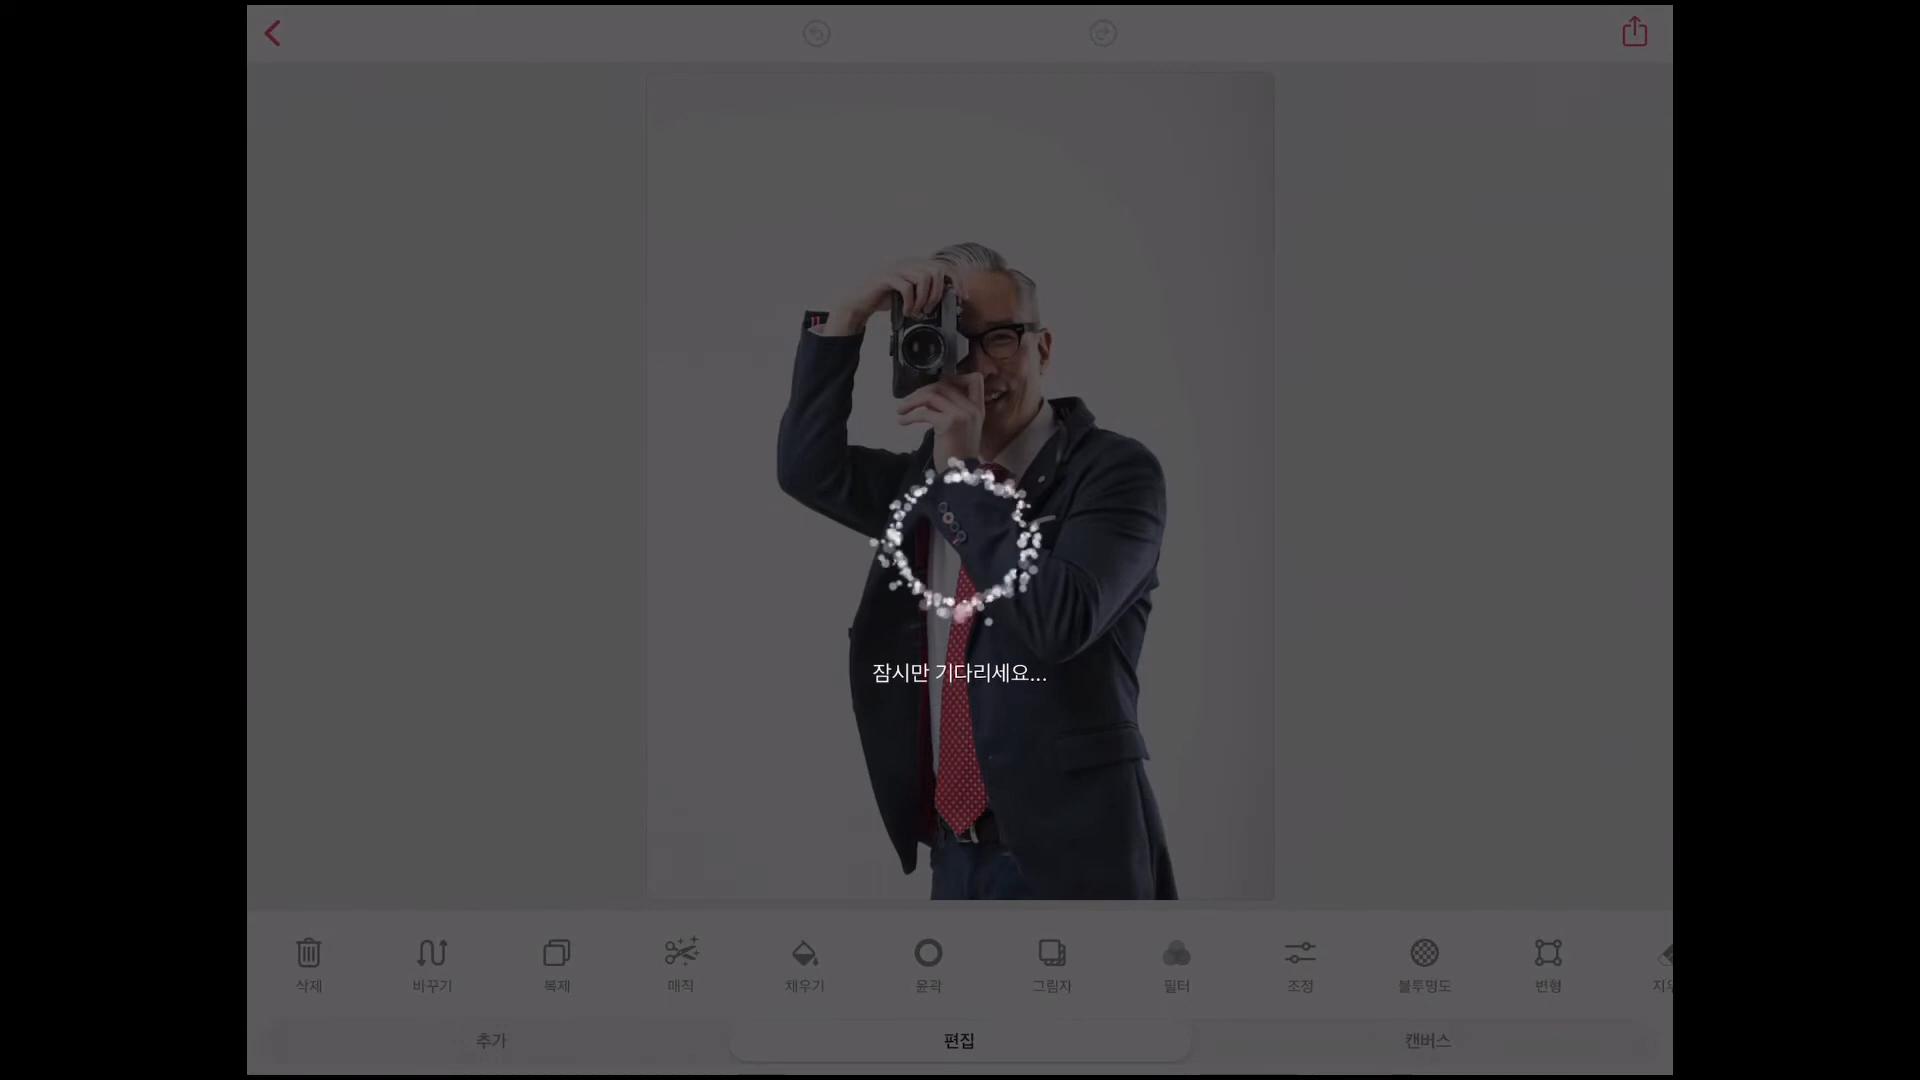 잠시만 기다리세요...
삭제 바꾸기 복제 매직 채우기 윤곽 그림자 필터 조정 불투명도 변형
추가 편집 캔버스